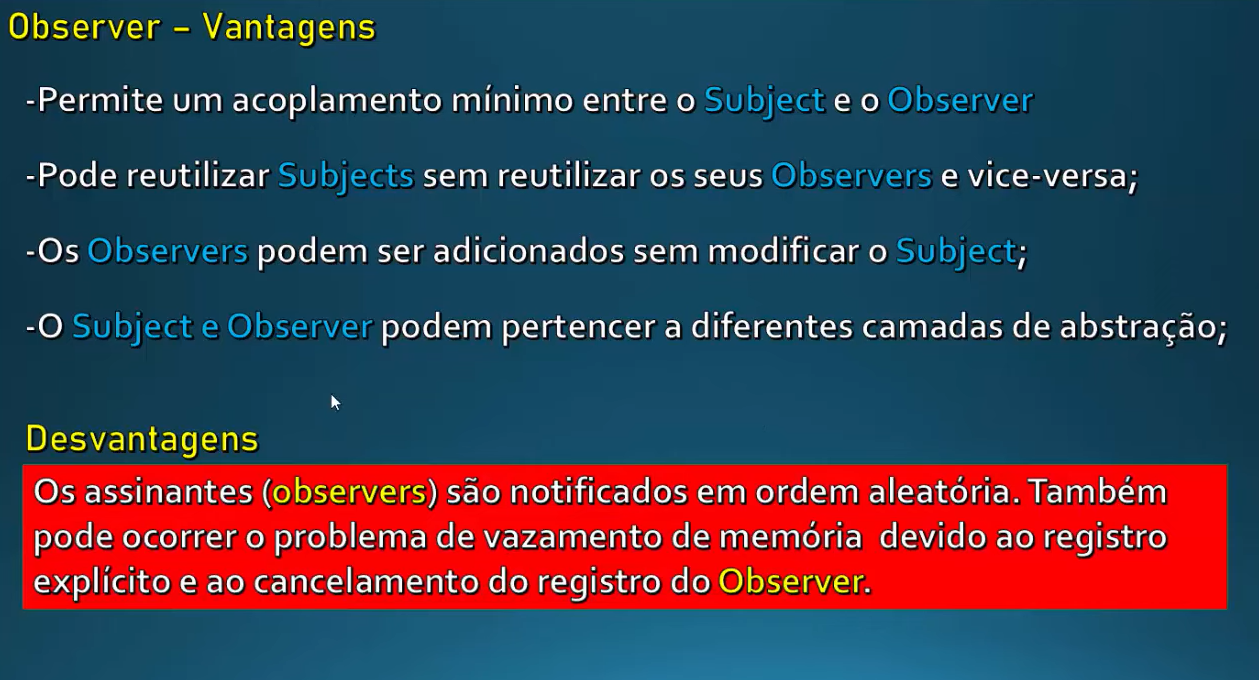 Observer – Vantagens
-Permite um acoplamento mínimo entre o Subject e o Observer
-Pode reutilizar Subjects sem reutilizar os seus Observers e vice-versa;
-Os Observers podem ser adicionados sem modificar o Subject;
-O Subject e Observer podem pertencer a diferentes camadas de abstração;
Desvantagens
Os assinantes (observers) são notificados em ordem aleatória. Também
pode ocorrer o problema de vazamento de memória  devido ao registro
explícito e ao cancelamento do registro do Observer.